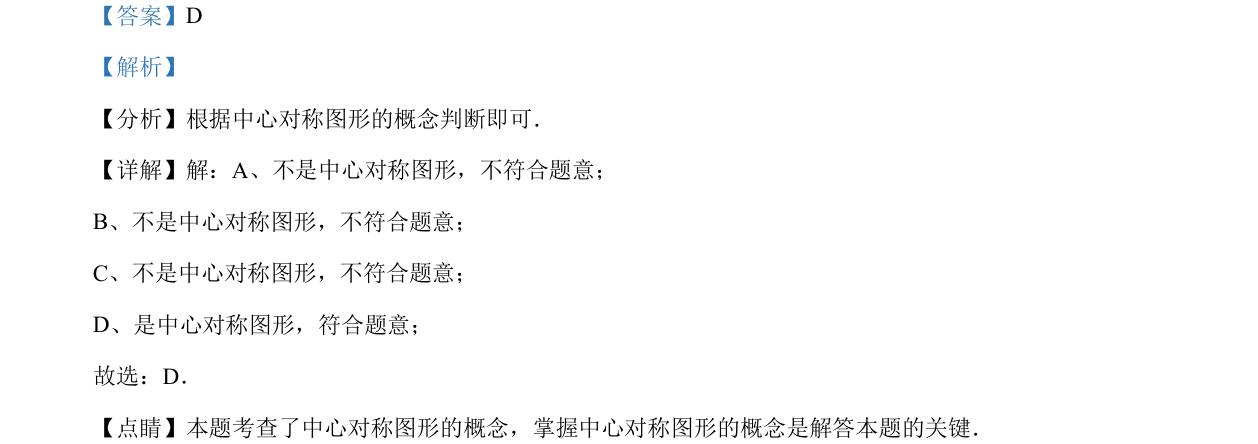 【答案】D
【解析】
【分析】根据中心对称图形的概念判断即可．
【详解】解：A、不是中心对称图形，不符合题意；
B、不是中心对称图形，不符合题意；
C、不是中心对称图形，不符合题意；
D、是中心对称图形，符合题意；
故选：D．
【点睛】本题考查了中心对称图形的概念，掌握中心对称图形的概念是解答本题的关键．